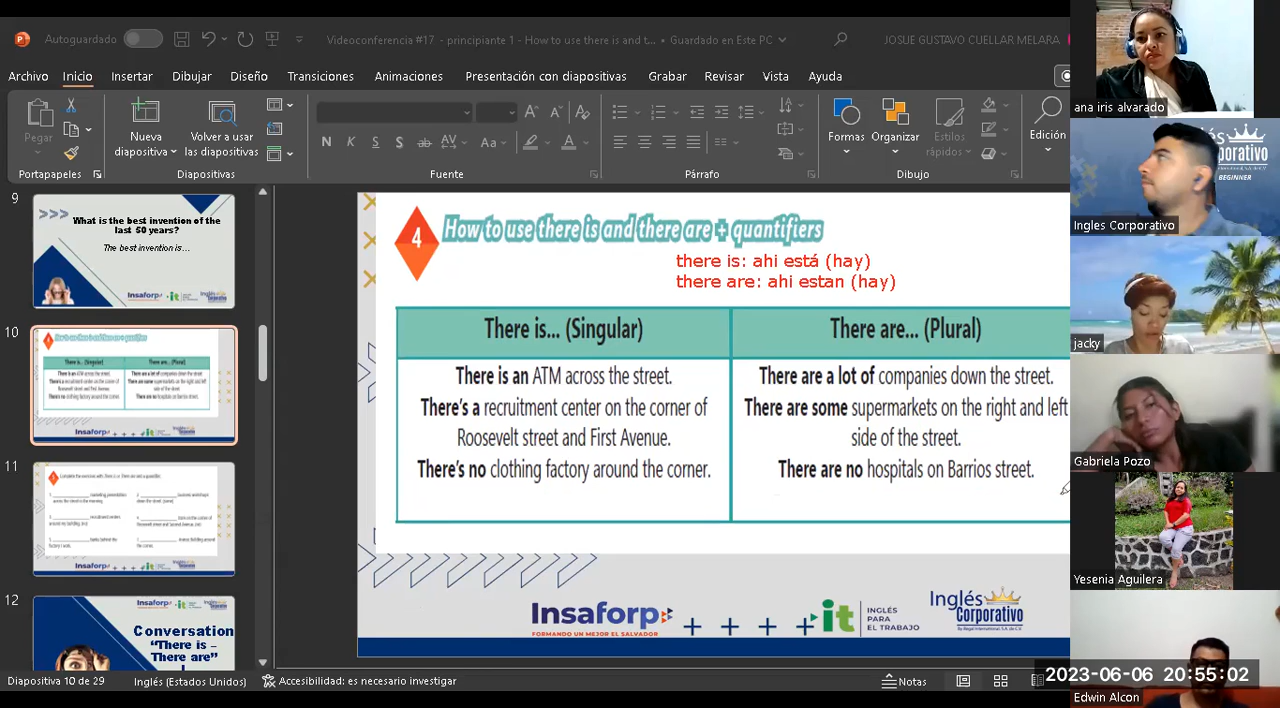 Autoguardado
Videoconferen
principiante 1 - How to use there is and t... • Guardado en Este PC
JOSUE GUSTAVO CUELLAR MELARA
Archivo Inicio Insertar Dibujar Diseño Transiciones Animaciones Presentación con diapositivas Grabar Revisar Vista Ayuda
Pegar
Nueva diapositiva
Volver a usar las diapositivas
Formas
Organizar
Estilos rápidos
Edición
Portapapeles Diapositivas Fuente Párrafo Dibujo
9
>>> What is the best invention of the
last 50 years?
The best invention is...
10
11
12
Conversation
"There is –
There are"
4
How to use there is and there are + quantifiers
there is: ahi está (hay)
there are: ahi estan (hay)
There is... (Singular)
There are... (Plural)
There is an ATM across the street.
There's a recruitment center on the corner of
Roosevelt street and First Avenue.
There's no clothing factory around the corner.
There are a lot of companies down the street.
There are some supermarkets on the right and left
side of the street.
There are no hospitals on Barrios street.
Insaforp
FORMANDO UN MEJOR EL SALVADOR
it
INGLÉS
PARA
EL TRABAJO
Inglés
Corporativo
Diapositiva 10 de 29
Inglés (Estados Unidos)
Accesibilidad: es necesario investigar
Notas
ana iris alvarado
BEGINNER
Ingles Corporativo
jacky
Gabriela Pozo
Yesenia Aguilera
2023-06-06 20:55:02
Edwin Alcon